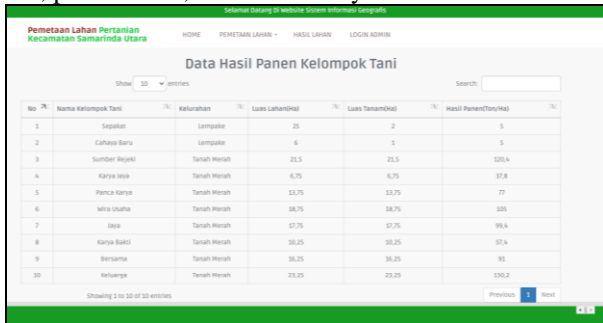 Selamat Datang Di Website Sistem Informasi Geografis
Pemetaan Lahan Pertanian
Kecamatan Samarinda Utara
HOME PEMETAAN LAHAN HASIL LAHAN LOGIN ADMIN
Data Hasil Panen Kelompok Tani
Show 10 entries Search:
No Nama Kelompok Tani Kelurahan Luas Lahan(Ha) Luas Tanam(Ha) Hasil Panen(Ton/Ha)
1 Sepakat Lempake 25 2 5
2 Cahaya Baru Lempake 6 5
3 Sumber Rejeki Tanah Merah 21,5 21,5 120,4
4 Karya Jaya Tanah Merah 6,75 6,75 37,8
5 Panca Karya Tanah Merah 13,75 13,75 77
6 Wira Usaha Tanah Merah 18,75 18,75 105
7 Jaya Tanah Merah 17,75 17,75 99,4
8 Karya Bakti Tanah Merah 10,25 10,25 57,4
9 Bersama Tanah Merah 16,25 16,25 91
10 Keluarga Tanah Merah 23,25 23,25 130,2
Showing 1 to 10 of 10 entries Previous 1 Next